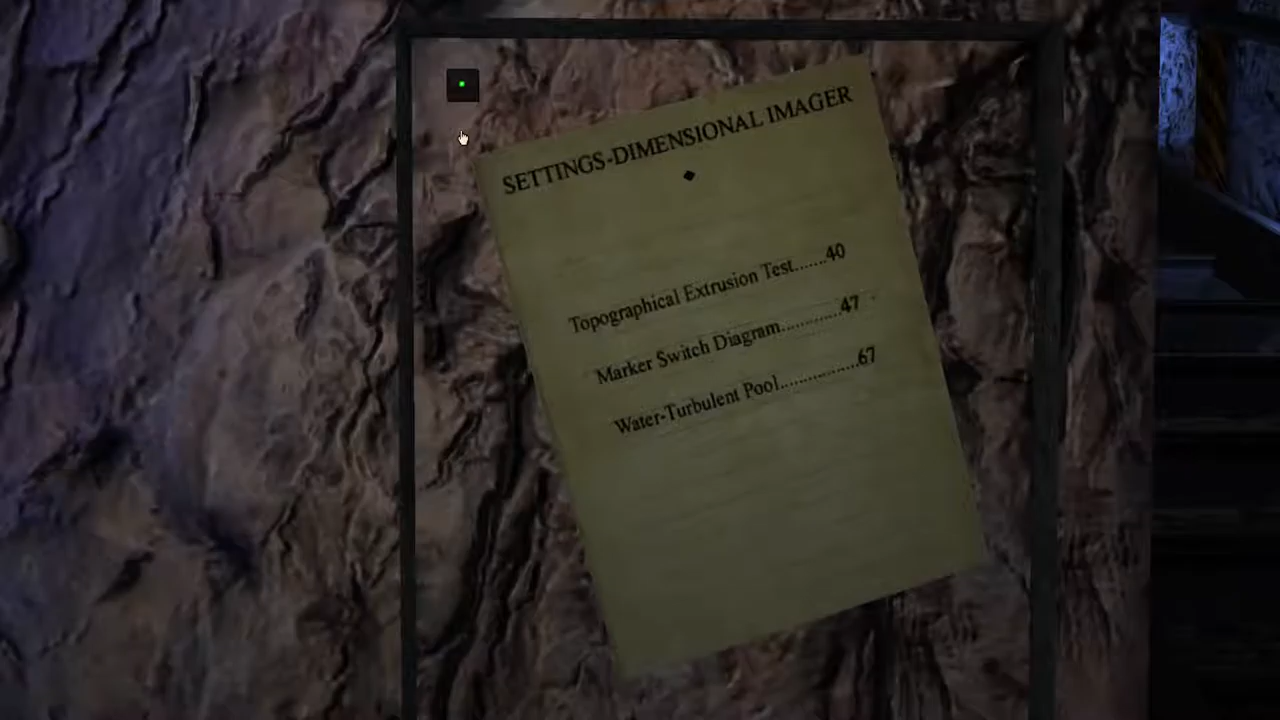 SETTINGS-DIMENSIONAL IMAGER
Topographical Extrusion Test.......40
Marker Switch Diagram.............47
Water-Turbulent Pool.................67